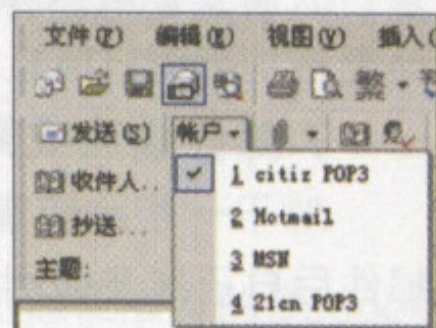 文件(F) 编辑(E) 视图(V) 插入(
繁
发送(S) 帐户
收件人...
抄送...
主题:
1 citiz POP3
2 Hotmail
3 MSN
4 21cn POP3